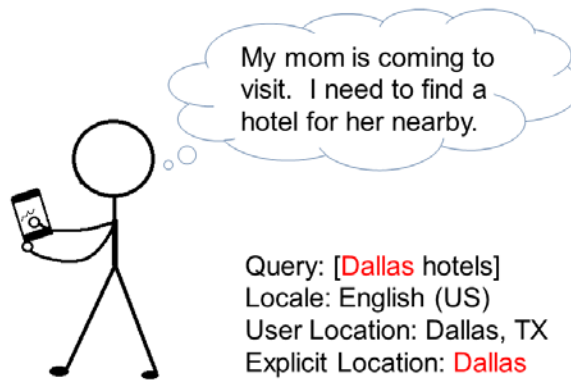 My mom is coming to
visit.  I need to find a
hotel for her nearby.
Query: [Dallas hotels]
Locale: English (US)
User Location: Dallas, TX
Explicit Location: Dallas